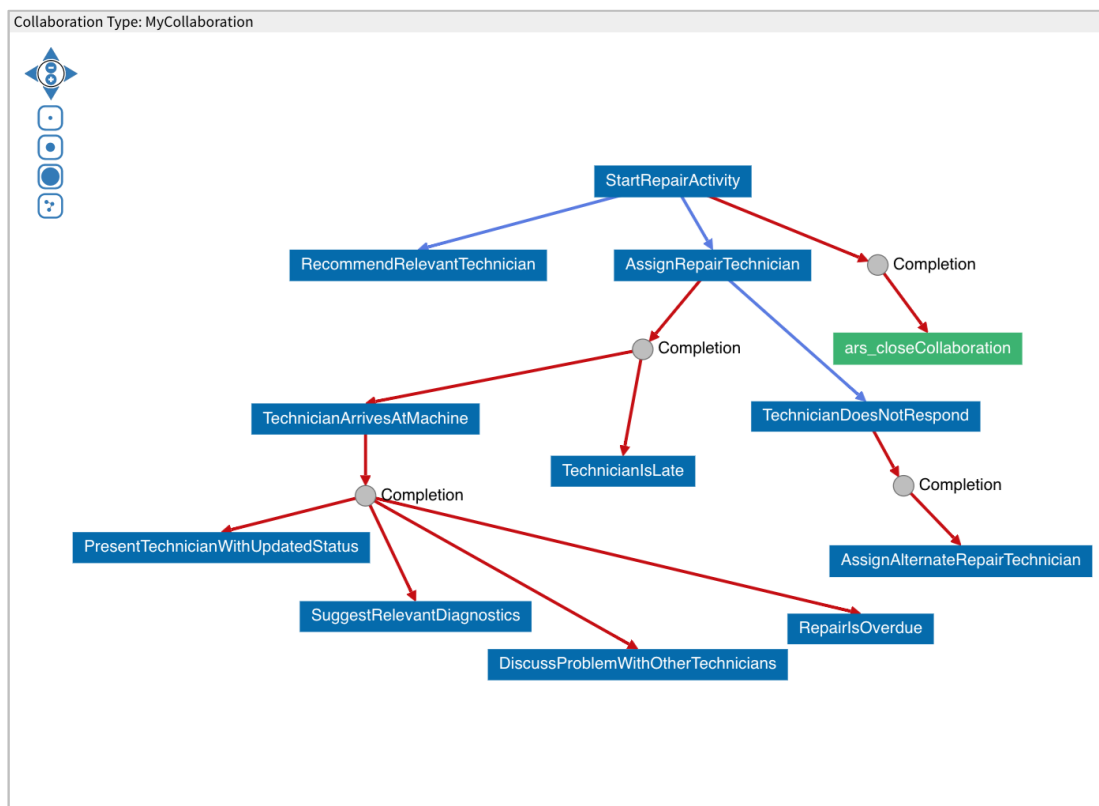 Collaboration Type: MyCollaboration
StartRepairActivity
RecommendRelevantTechnician
AssignRepairTechnician
Completion
Completion
ars_closeCollaboration
TechnicianArrivesAtMachine
TechnicianDoesNotRespond
TechnicianIsLate
Completion
Completion
PresentTechnicianWithUpdatedStatus
AssignAlternateRepairTechnician
SuggestRelevantDiagnostics
RepairIsOverdue
DiscussProblemWithOtherTechnicians